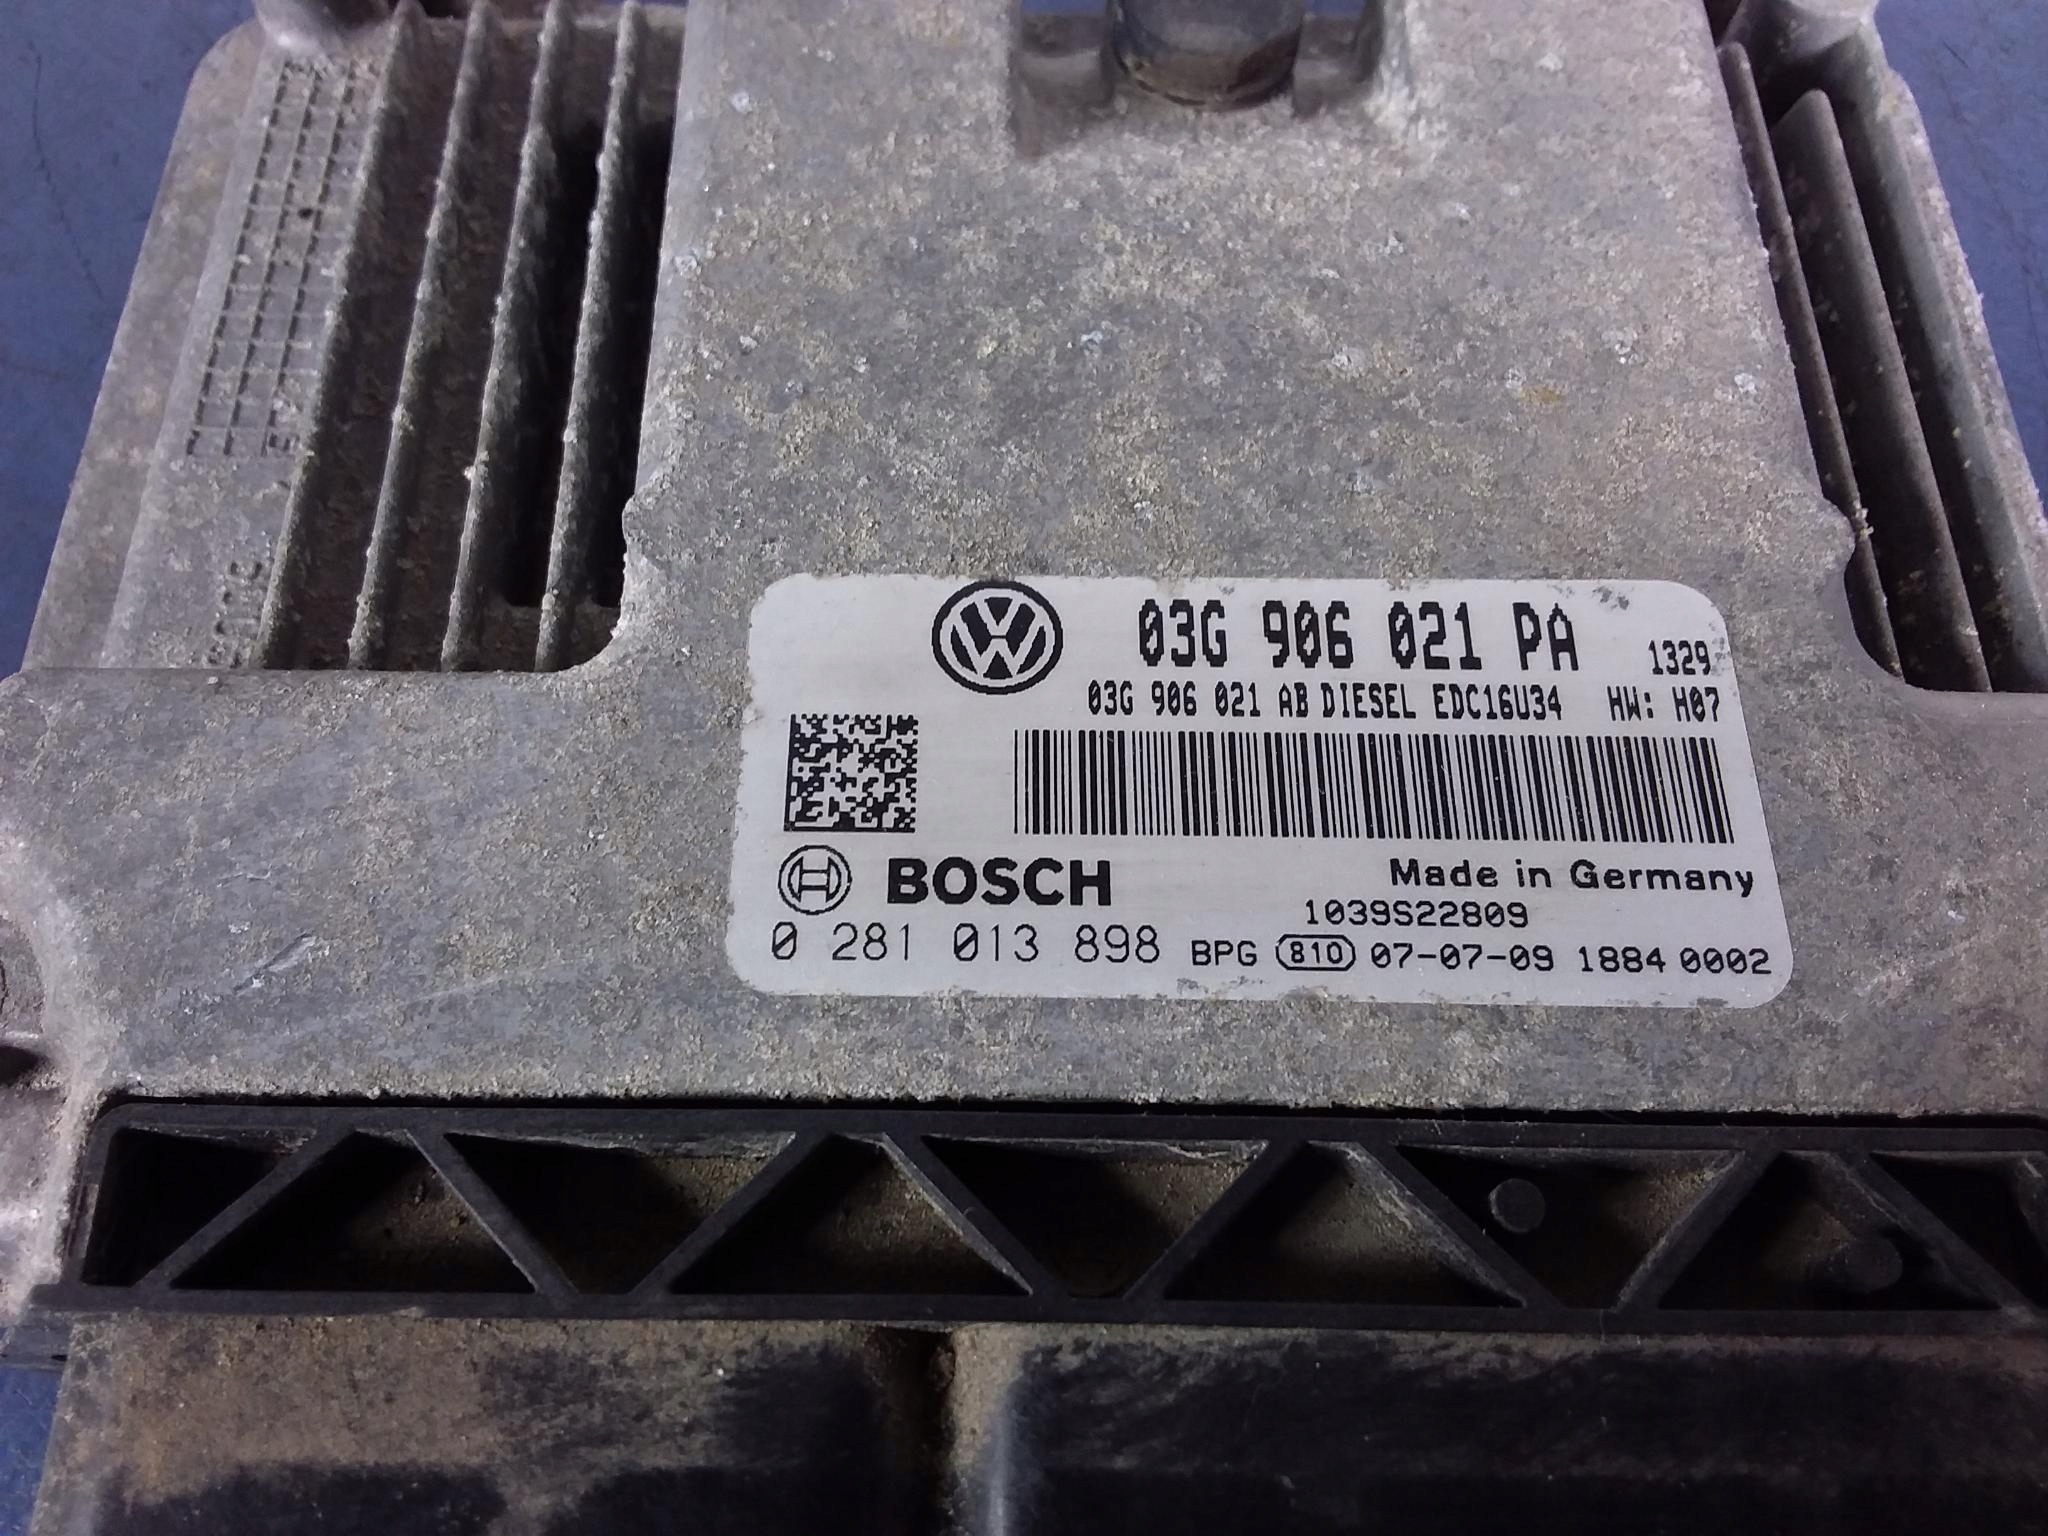 03G 906 021 PA 1329
03G 906 021 AB DIESEL EDC16U34 HW: H07
BOSCH
Made in Germany
1039S22809
0 281 013 898 BPG 810 07-07-09 1884 0002